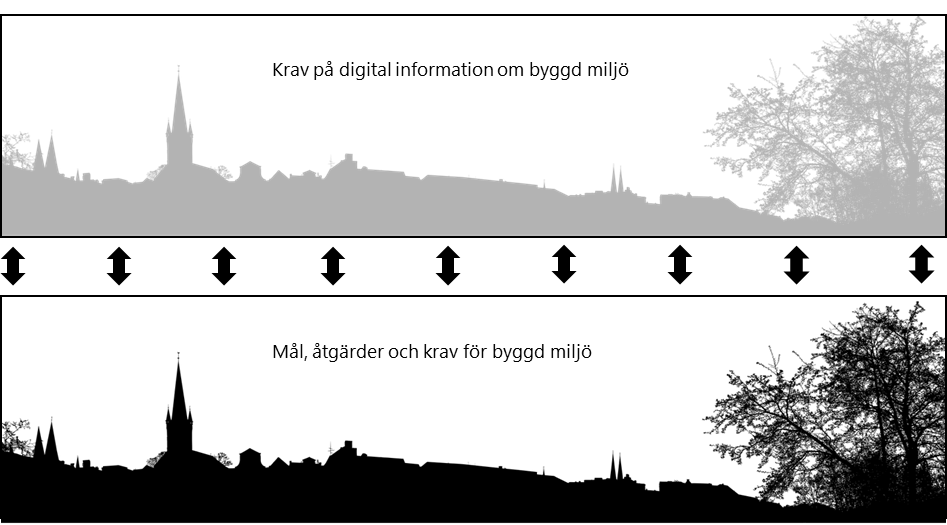 Krav på digital information om byggd miljö
Mål, åtgärder och krav för byggd miljö